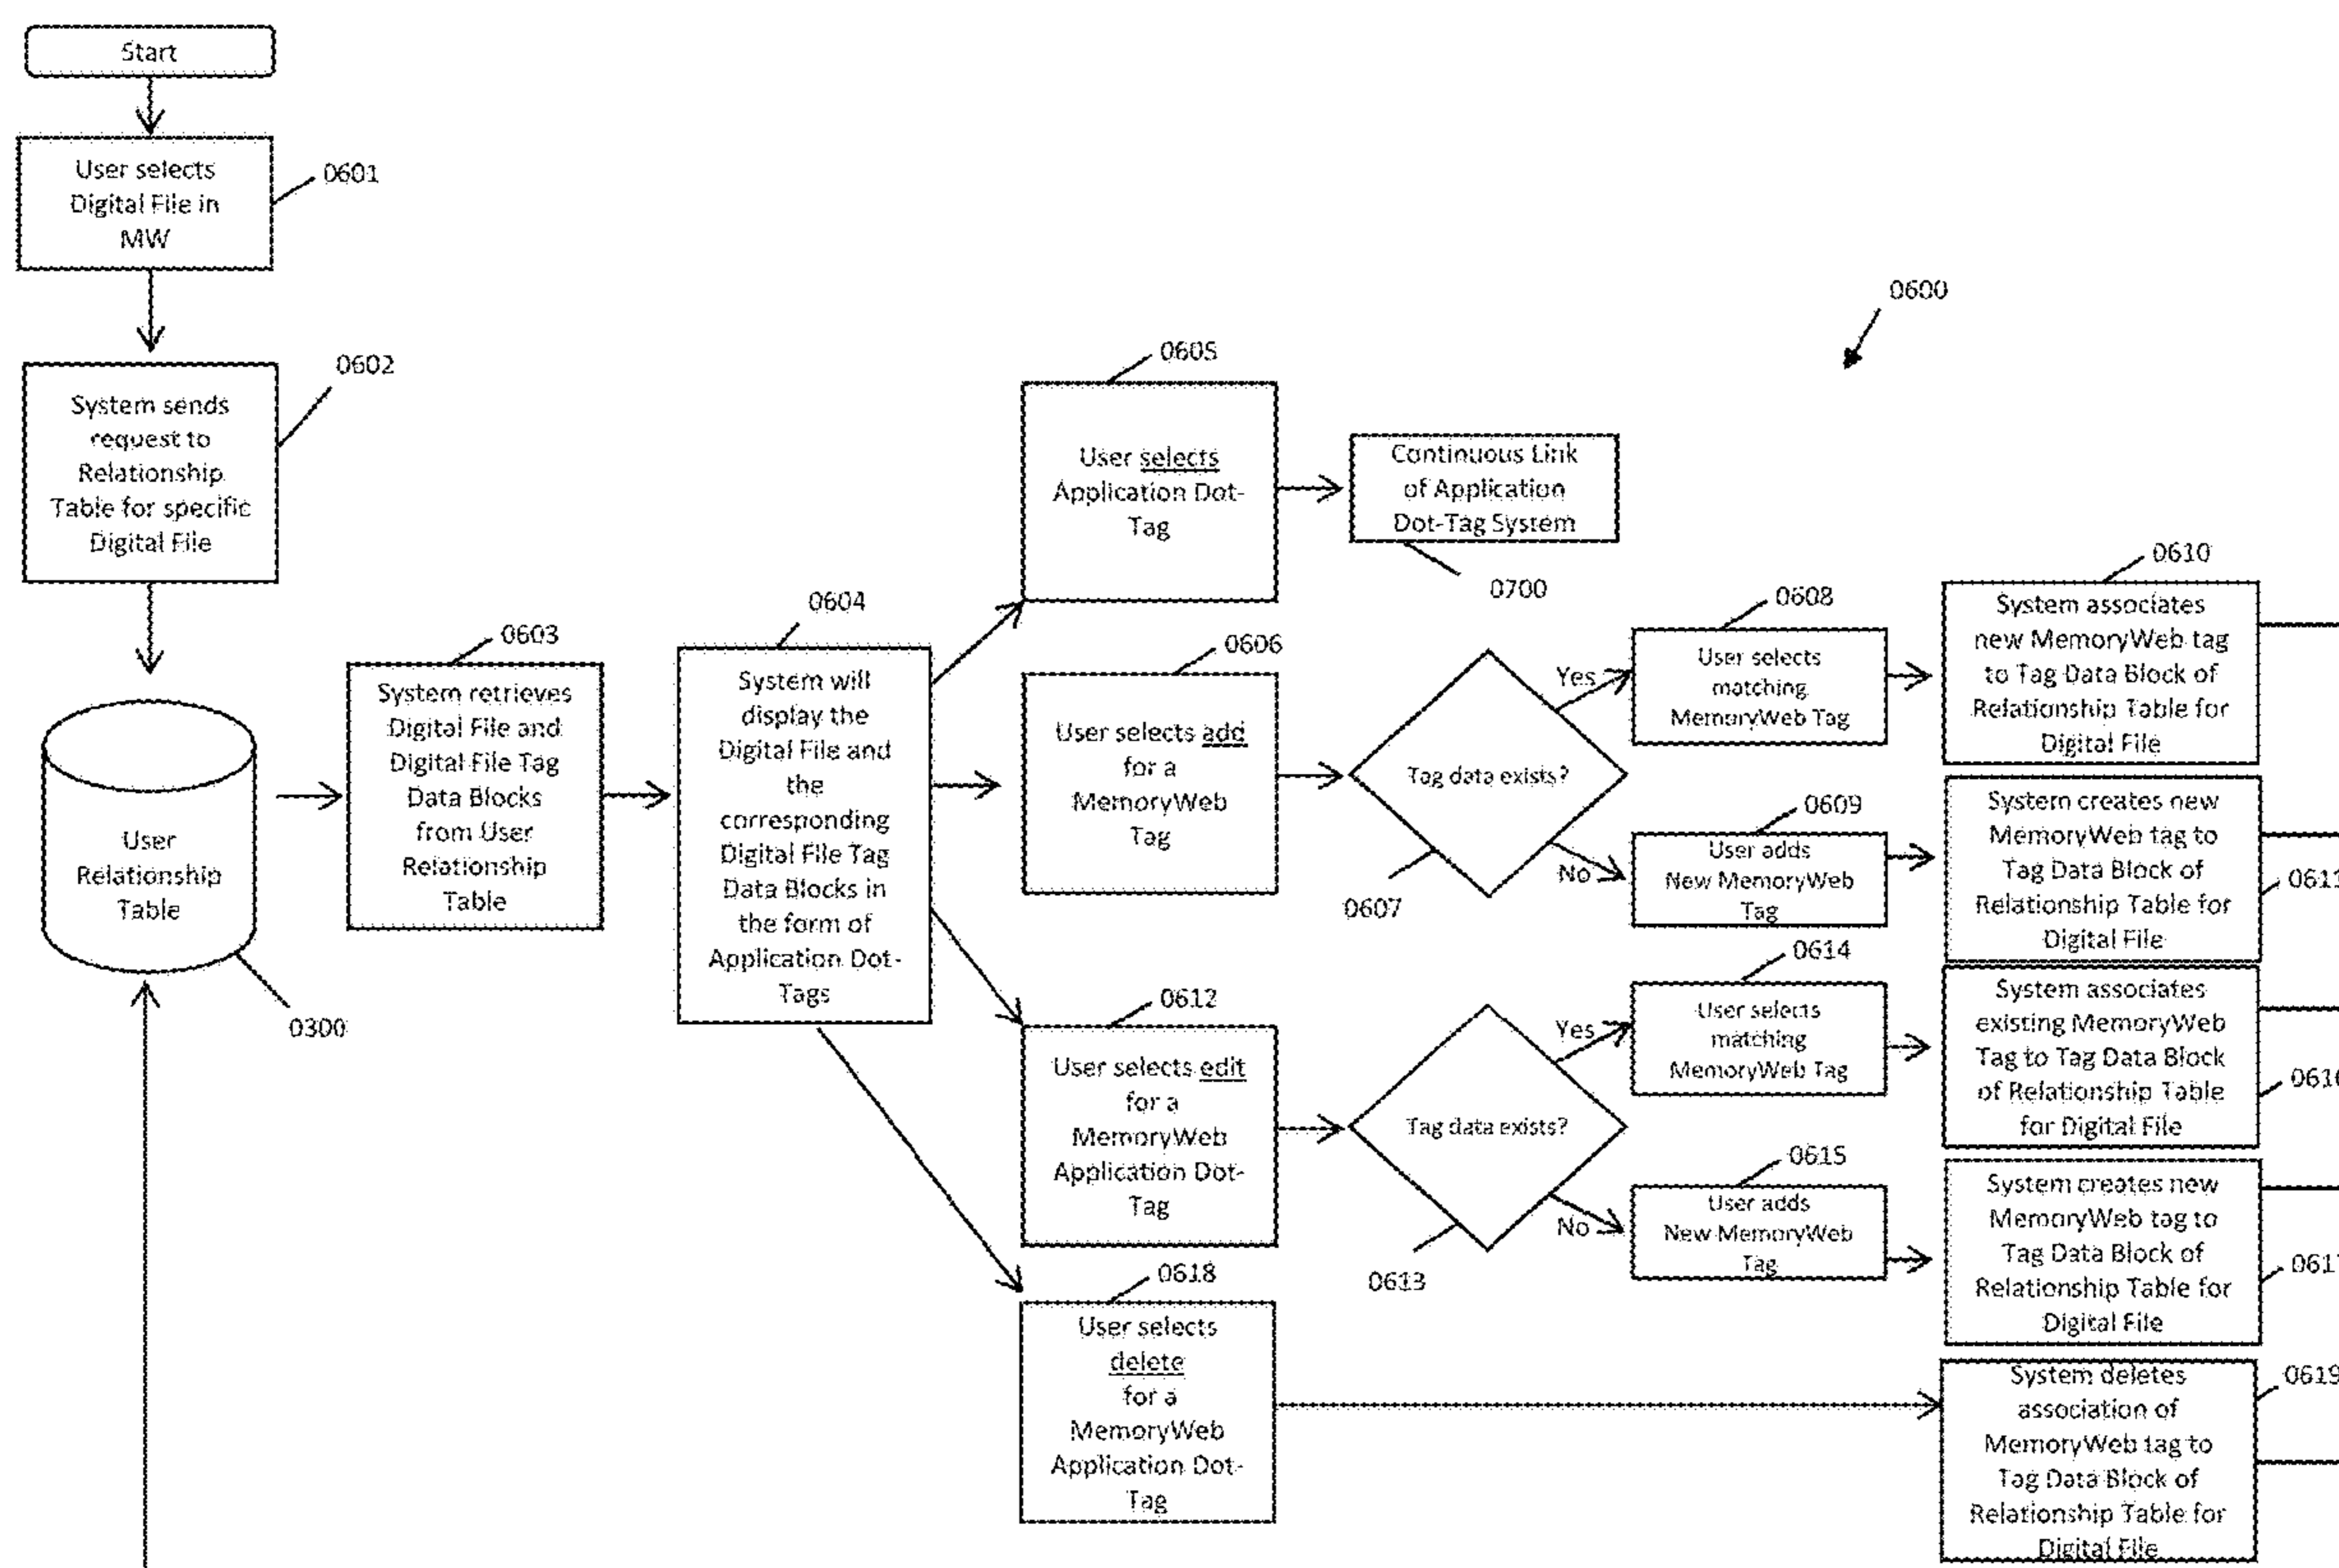 Start
User selects
Digital File in
MW
0601
System sends
request to
Relationship
Table for specific
Digital File
0602
User
Relationship
Table
0300
0603
System retrieves
Digital File and
Digital File Tag
Data Blocks
from User
Relationship
Table
0604
System will
display the
Digital File and
the
corresponding
Digital File Tag
Data Blocks in
the form of
Application Dot-
Tags
0600
0605
User selects
Application Dot-
Tag
Continuous Link
of Application
Dot-Tag System
0700
0606
User selects add
for a
MemoryWeb
Tag
Tag data exists?
0607
Yes
No
0608
User selects
matching
MemoryWeb Tag
0609
User adds
New MemoryWeb
Tag
0610
System associates
new MemoryWeb tag
to Tag Data Block of
Relationship Table for
Digital File
System creates new
MemoryWeb tag to
Tag Data Block of
Relationship Table for
Digital File
0611
0612
User selects edit
for a
MemoryWeb
Application Dot-
Tag
Tag data exists?
0613
Yes
No
0614
User selects
matching
MemoryWeb Tag
0615
User adds
New MemoryWeb
Tag
System associates
existing MemoryWeb
Tag to Tag Data Block
of Relationship Table
for Digital File
0616
System creates new
MemoryWeb tag to
Tag Data Block of
Relationship Table for
Digital File
0617
0618
User selects
delete
for a
MemoryWeb
Application Dot-
Tag
System deletes
association of
MemoryWeb tag to
Tag Data Block of
Relationship Table for
Digital File
0619